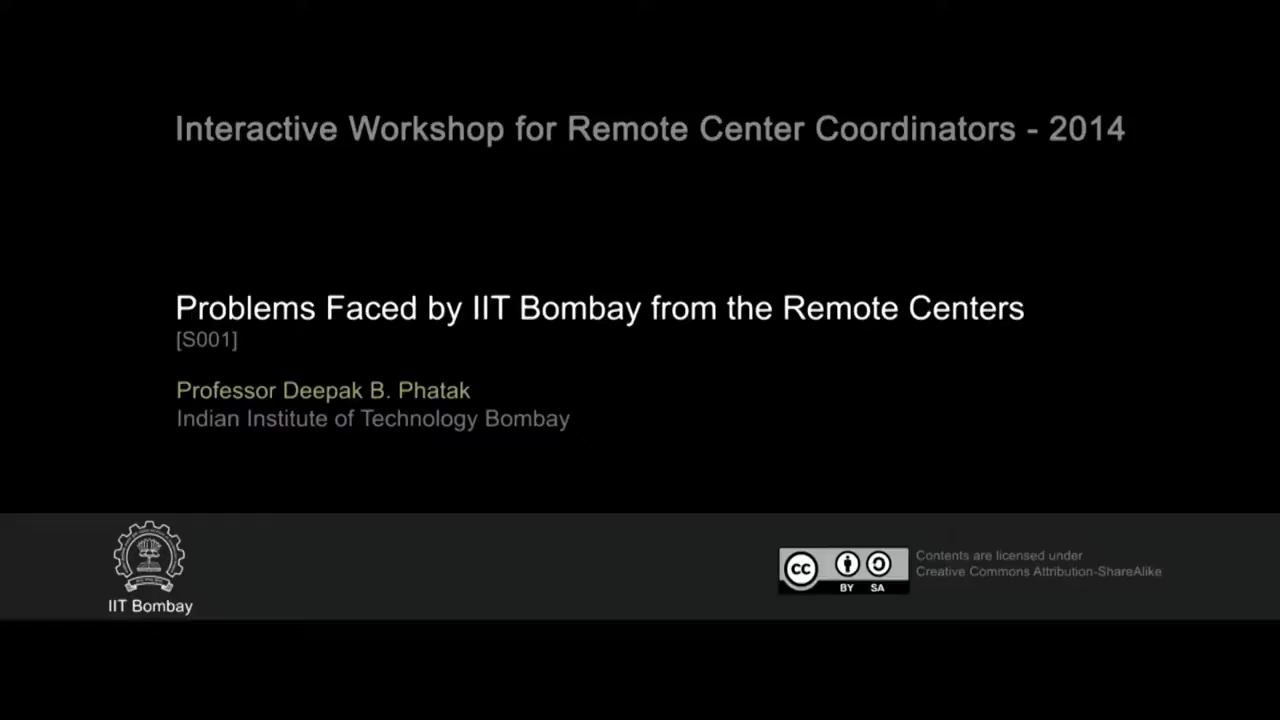 Interactive Workshop for Remote Center Coordinators - 2014
Problems Faced by IIT Bombay from the Remote Centers
[S001]
Professor Deepak B. Phatak
Indian Institute of Technology Bombay
IIT Bombay
cc
BY SA
Contents are licensed under
Creative Commons Attribution-ShareAlike